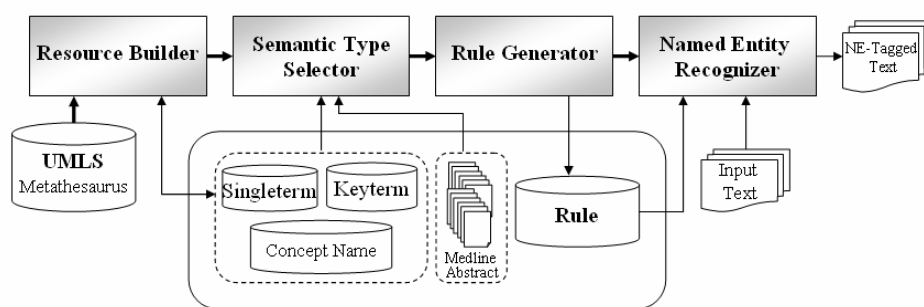 Resource Builder
Semantic Type
Selector
Rule Generator
Named Entity
Recognizer
NE-Tagged
Text
UMLS
Metathesaurus
Singleterm
Keyterm
Concept Name
Medline
Abstract
Rule
Input
Text